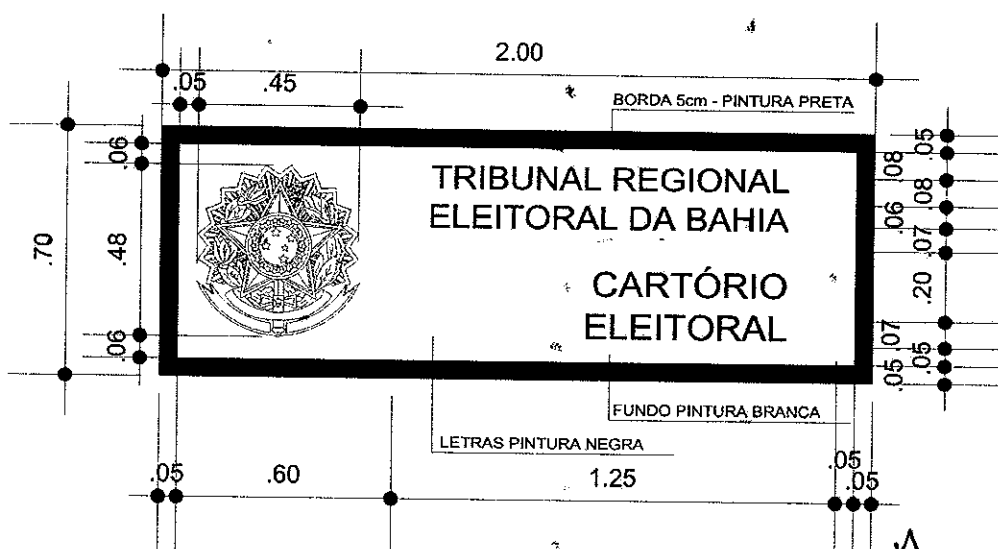 2.00
.05 .45
BORDA 5cm - PINTURA PRETA
.70
.06
.48
.06
TRIBUNAL REGIONAL
ELEITORAL DA BAHIA
CARTÓRIO
ELEITORAL
.05
.08
.08
.06
.07
.20
.07
.05
.05
FUNDO PINTURA BRANCA
LETRAS PINTURA NEGRA
.05 .60 1.25 .05 .05